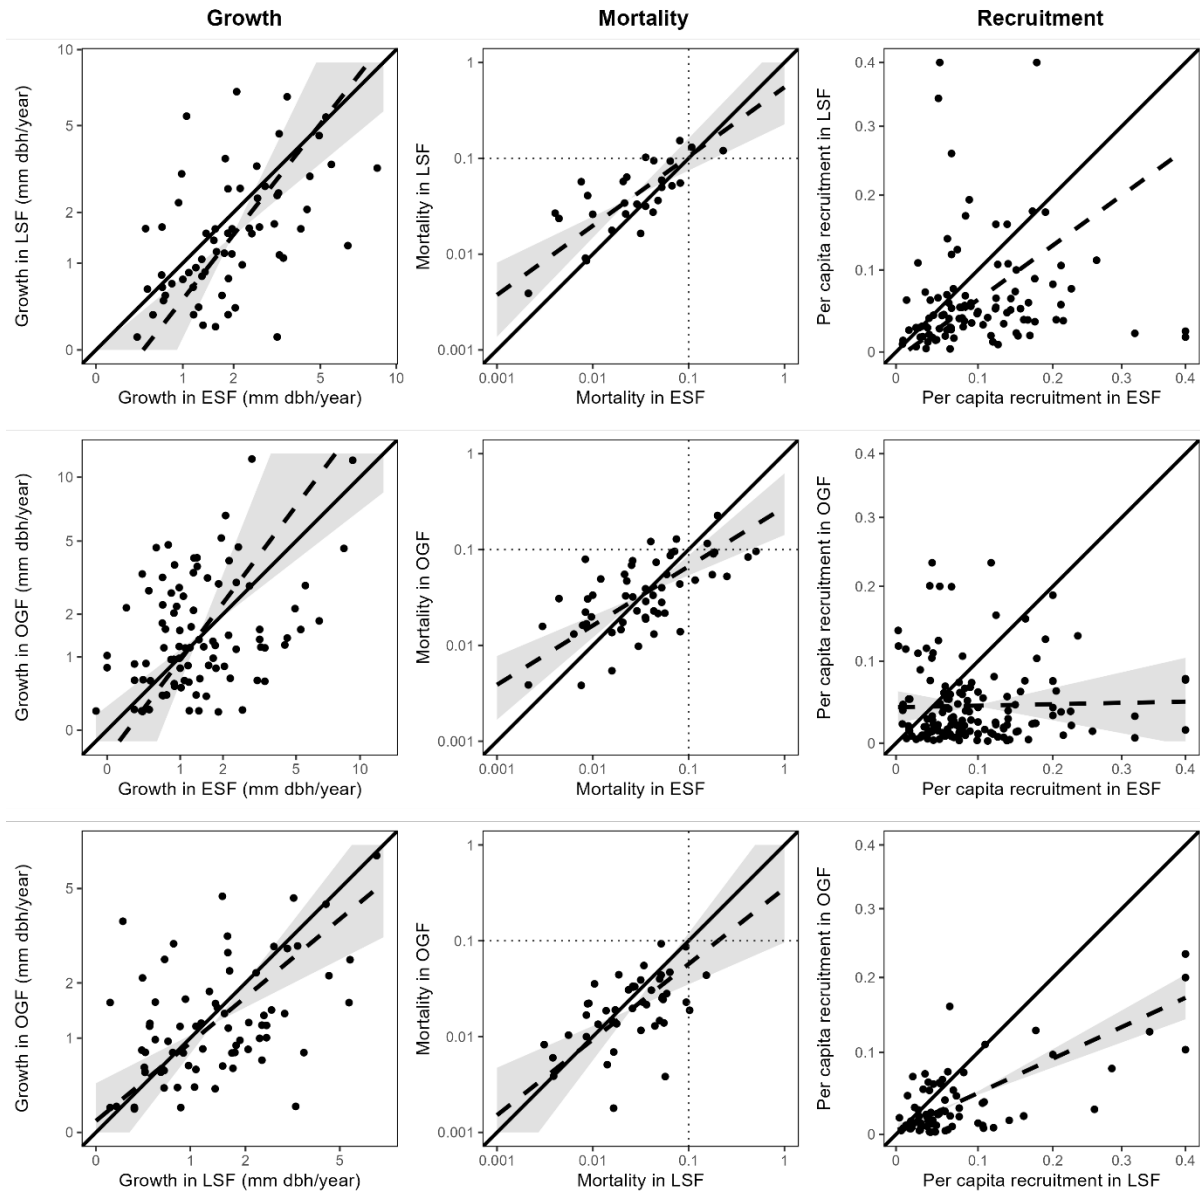 Growth Mortality Recruitment
Growth in LSF (mm dbh/year)
10
5
2
1
0
0 1 2 5 10
Growth in ESF (mm dbh/year)
Mortality in LSF
1
0.1
0.01
0.001
0.001 0.01 0.1 1
Mortality in ESF
Per capita recruitment in LSF
0.4
0.3
0.2
0.1
0
0 0.1 0.2 0.3 0.4
Per capita recruitment in ESF
Growth in OGF (mm dbh/year)
10
5
2
1
0
0 1 2 5 10
Growth in ESF (mm dbh/year)
Mortality in OGF
1
0.1
0.01
0.001
0.001 0.01 0.1 1
Mortality in ESF
Per capita recruitment in OGF
0.4
0.3
0.2
0.1
0
0 0.1 0.2 0.3 0.4
Per capita recruitment in ESF
Growth in OGF (mm dbh/year)
5
2
1
0
0 1 2 5
Growth in LSF (mm dbh/year)
Mortality in OGF
1
0.1
0.01
0.001
0.001 0.01 0.1 1
Mortality in LSF
Per capita recruitment in OGF
0.4
0.3
0.2
0.1
0
0 0.1 0.2 0.3 0.4
Per capita recruitment in LSF